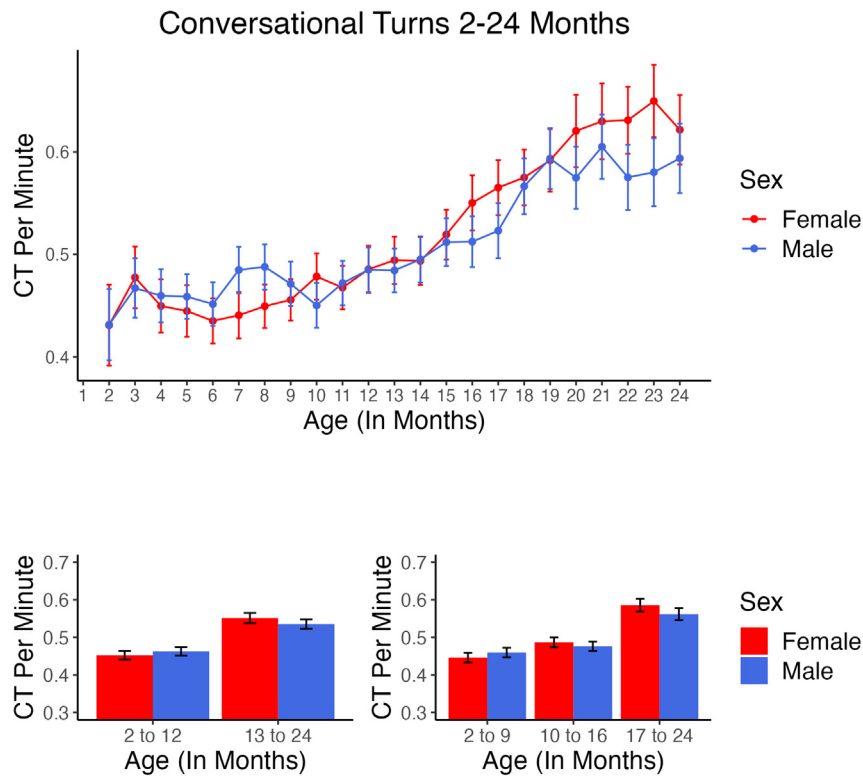 Conversational Turns 2-24 Months
CT Per Minute
0.6
0.5
0.4
1 2 3 4 5 6 7 8 9 10 11 12 13 14 15 16 17 18 19 20 21 22 23 24
Age (In Months)
Sex
Female
Male
CT Per Minute
0.7
0.6
0.5
0.4
0.3
2 to 12 13 to 24
Age (In Months)
CT Per Minute
0.7
0.6
0.5
0.4
0.3
2 to 9 10 to 16 17 to 24
Age (In Months)
Sex
Female
Male